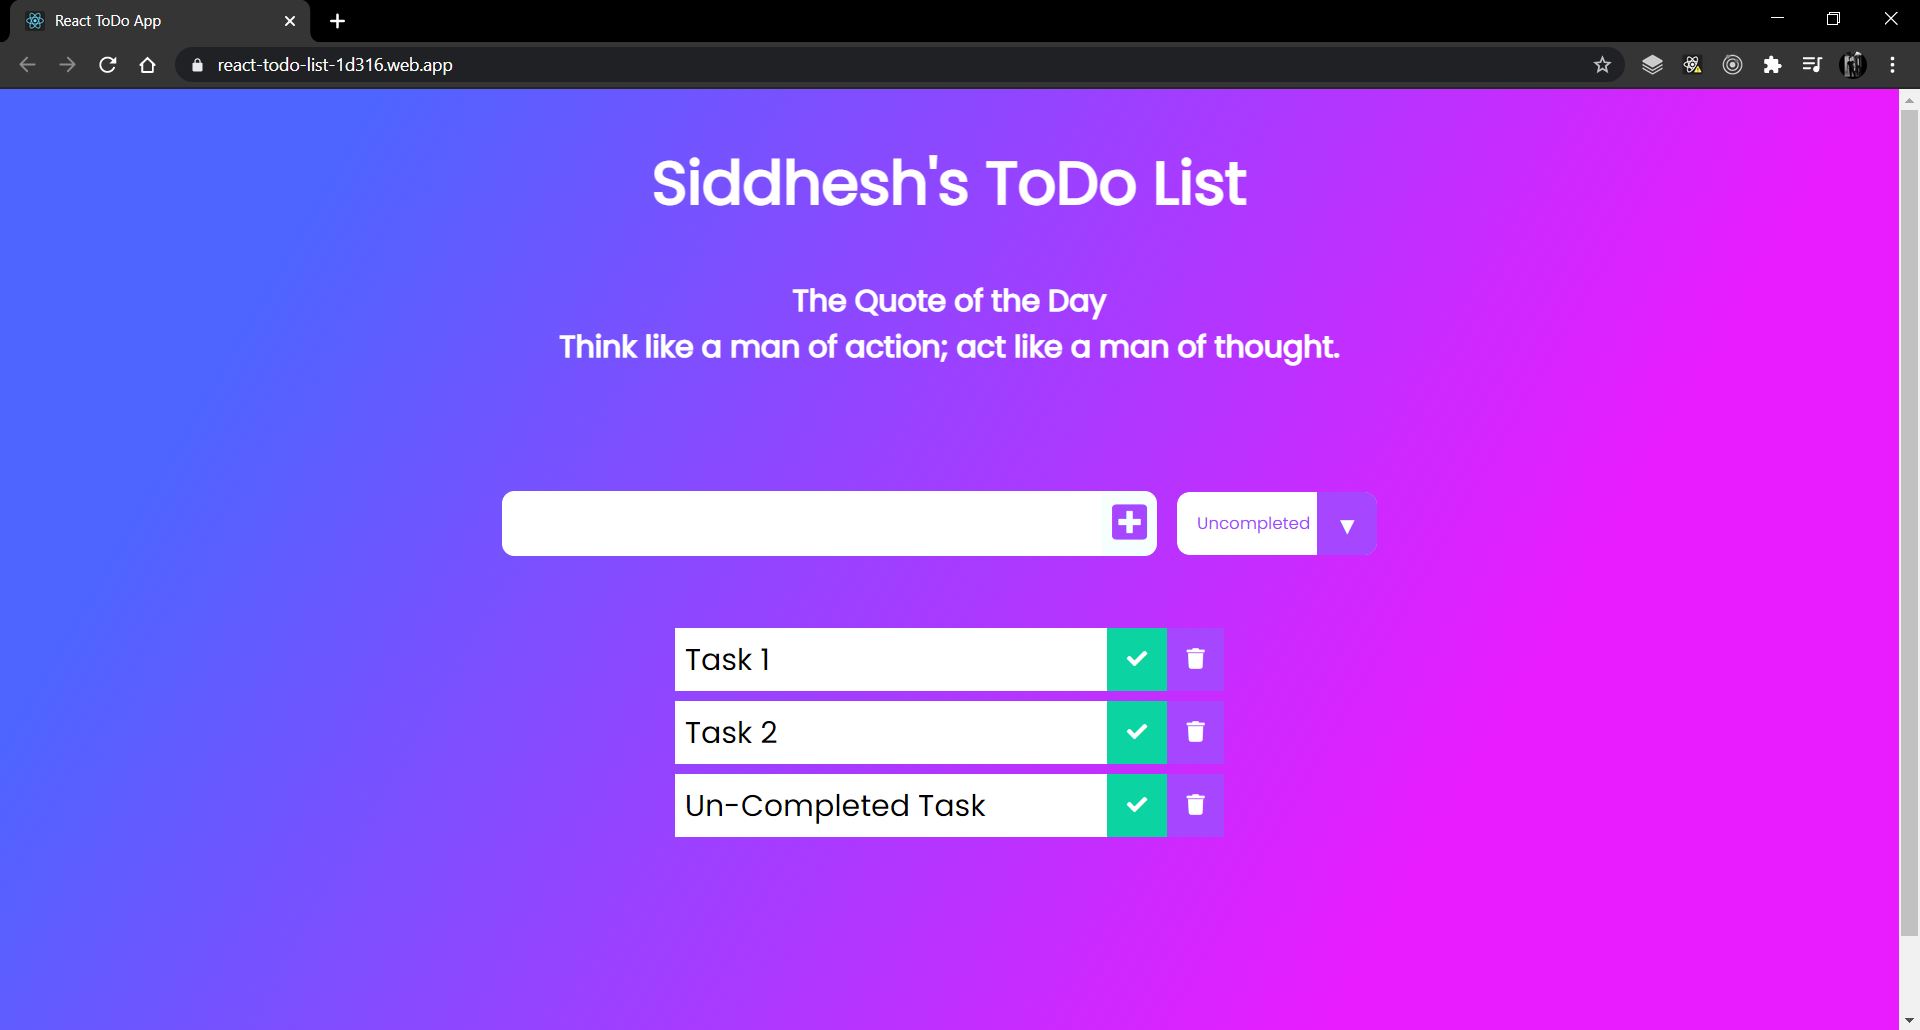 React ToDo App
react-todo-list-1d316.web.app
Siddhesh's ToDo List
The Quote of the Day
Think like a man of action; act like a man of thought.
Uncompleted
Task 1
Task 2
Un-Completed Task